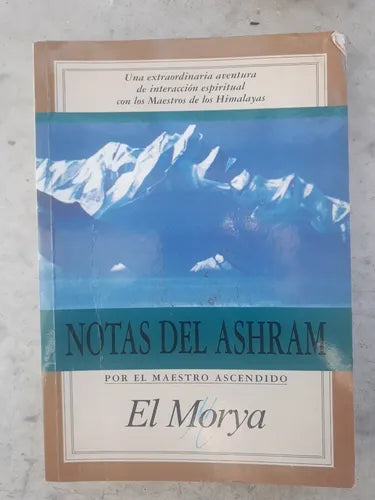 Una extraordinaria aventura
de interacción espiritual
con los Maestros de los Himalayas
NOTAS DEL ASHRAM
POR EL MAESTRO ASCENDIDO
El Morya